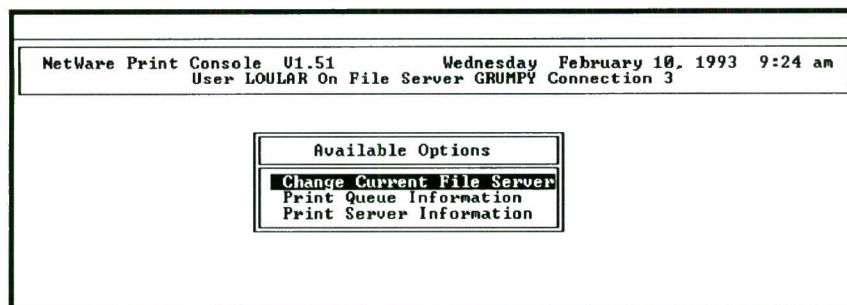 NetWare Print Console V1.51 Wednesday February 10, 1993 9:24 am
User LOULAR On File Server GRUMPY Connection 3
Available Options
Change Current File Server
Print Queue Information
Print Server Information